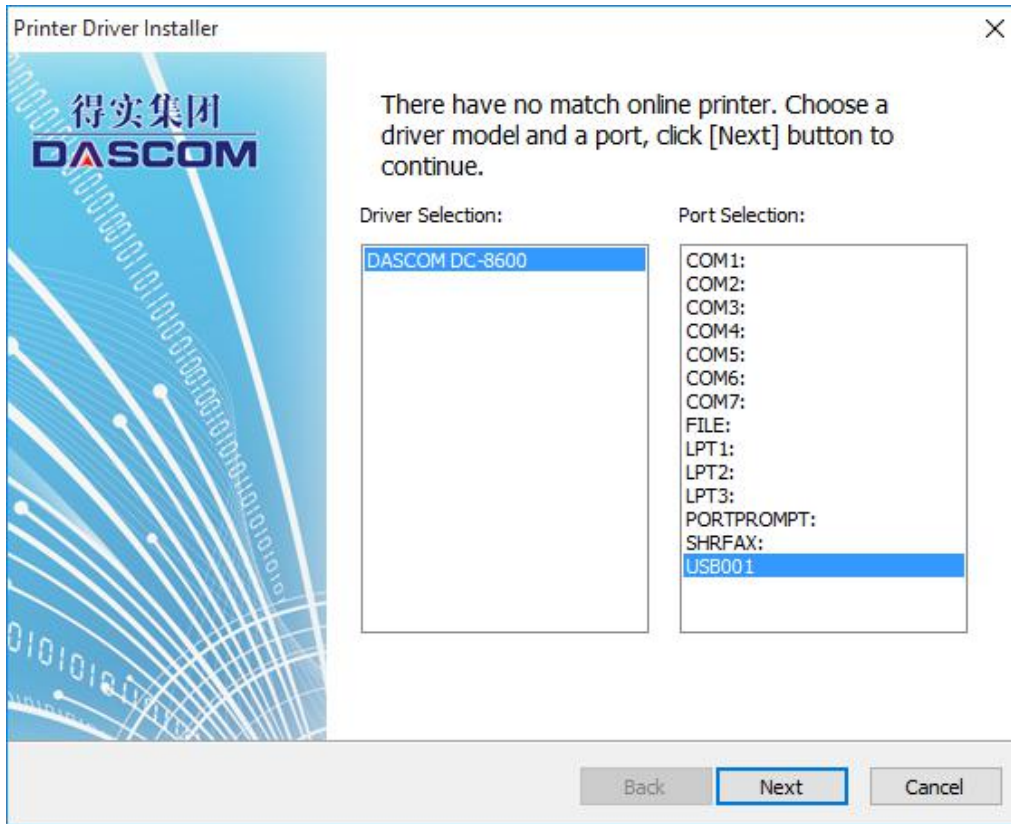 Printer Driver Installer
得实集团
DASCOM
There have no match online printer. Choose a
driver model and a port, click [Next] button to
continue.
Driver Selection:
Port Selection:
DASCOM DC-8600
COM1:
COM2:
COM3:
COM4:
COM5:
COM6:
COM7:
FILE:
LPT1:
LPT2:
LPT3:
PORTPROMPT:
SHRFAX:
USB001
Back
Next
Cancel